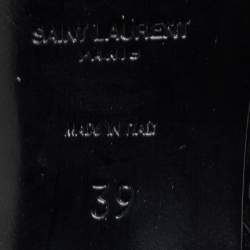 SAINT LAURENT
PARIS
MADE IN ITALY
39